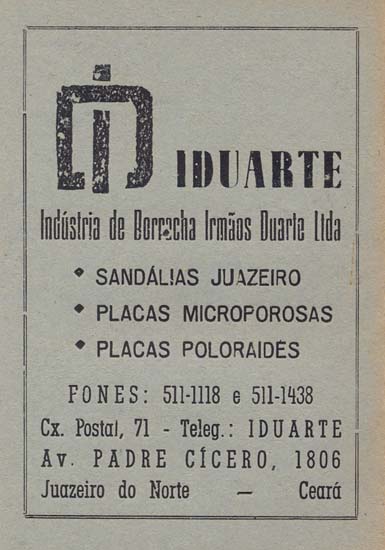 IDUARTE
Indústria de Borracha Irmãos Duarte Ltda
• SANDÁLIAS JUAZEIRO
• PLACAS MICROPOROSAS
• PLACAS POLORAIDES
FONES: 511-1118 e 511-1438
Cx. Postal, 71 - Teleg.: IDUARTE
Av. PADRE CÍCERO, 1806
Juazeiro do Norte — Ceará